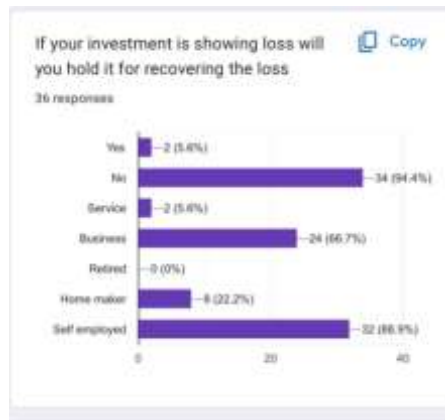 If your investment is showing loss will
Copy
you hold it for recovering the loss
36 responses
Yes 2 (5.6%)
No 34 (94.4%)
Service 2 (5.6%)
Business 24 (66.7%)
Retired 0 (0%)
Home maker 8 (22.2%)
Self employed 32 (88.9%)
0 20 40